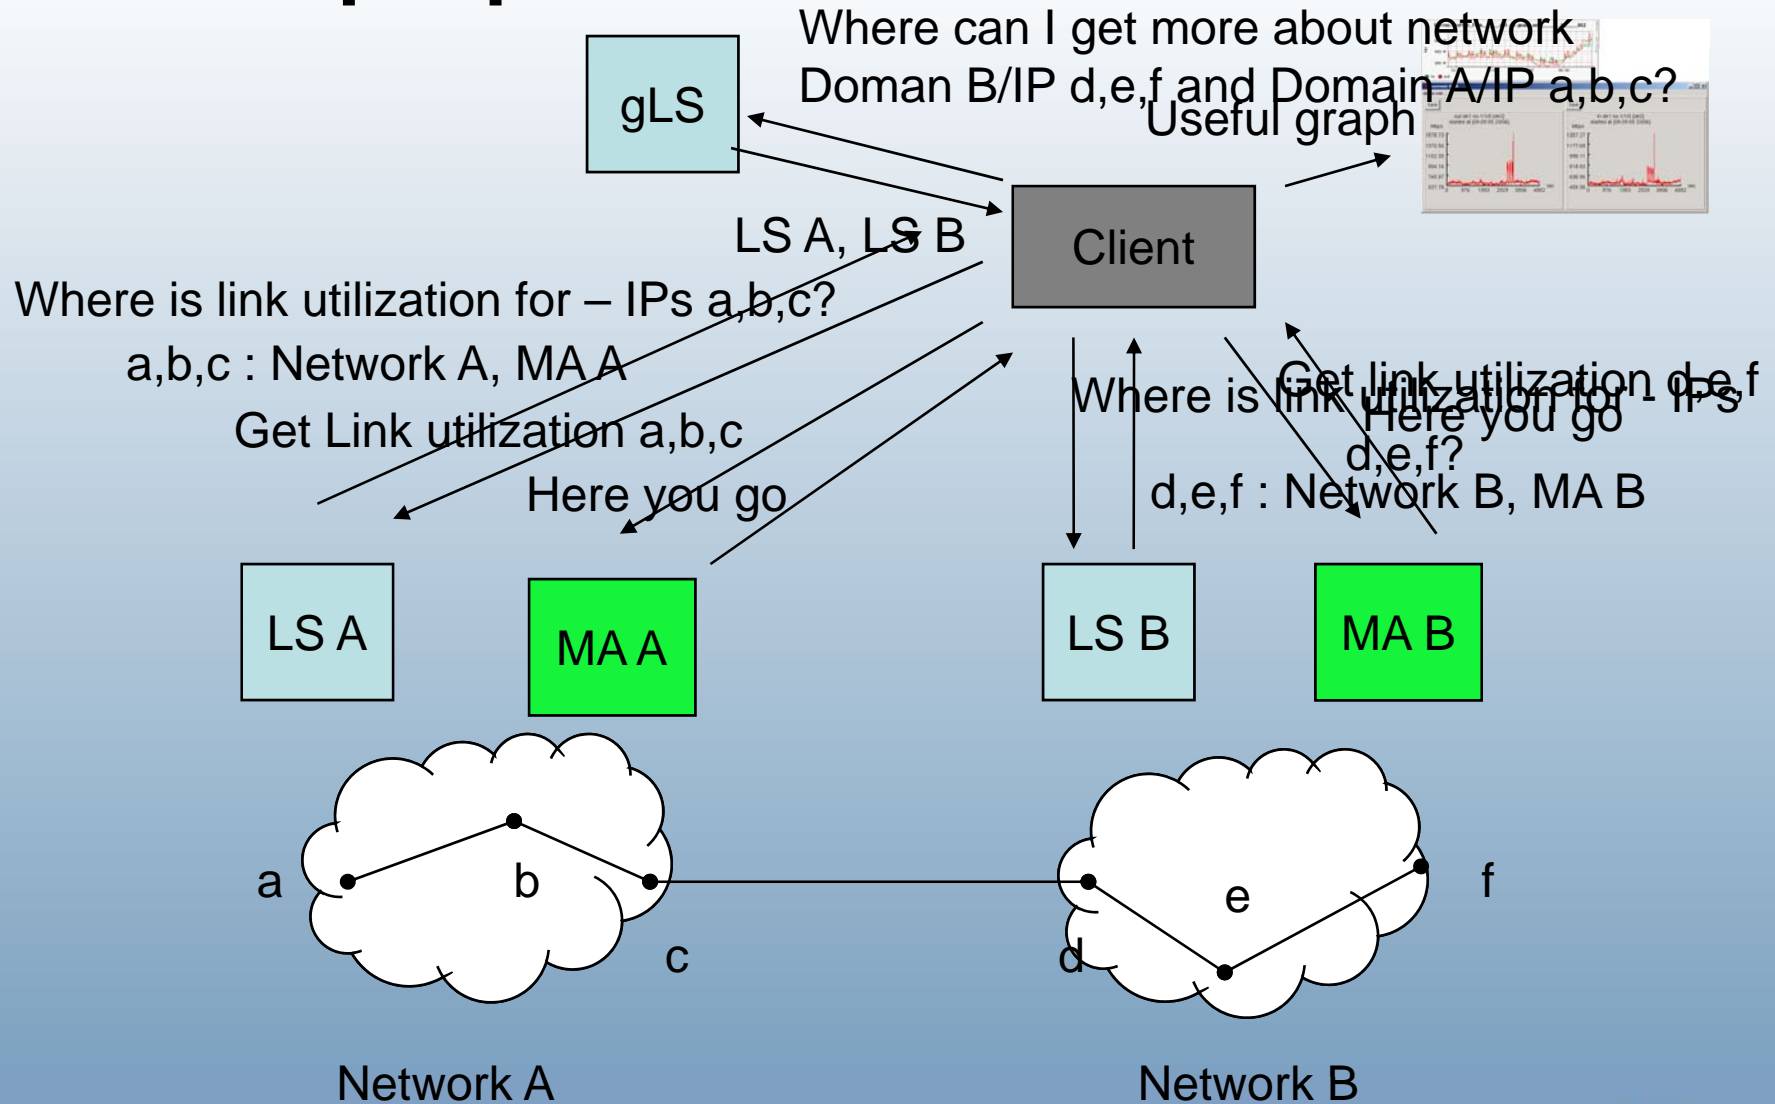 Where can I get more about network
Doman B/IP d,e,f and Domain A/IP a,b,c?
gLS
Useful graph
LS A, LS B
Client
Where is link utilization for – IPs a,b,c?
a,b,c : Network A, MA A
Get Link utilization a,b,c
Here you go
Get link utilization d,e,f
Where is link utilization for - IPs
d,e,f?
Here you go
d,e,f : Network B, MA B
LS A
MA A
LS B
MA B
a
b
c
d
e
f
Network A
Network B